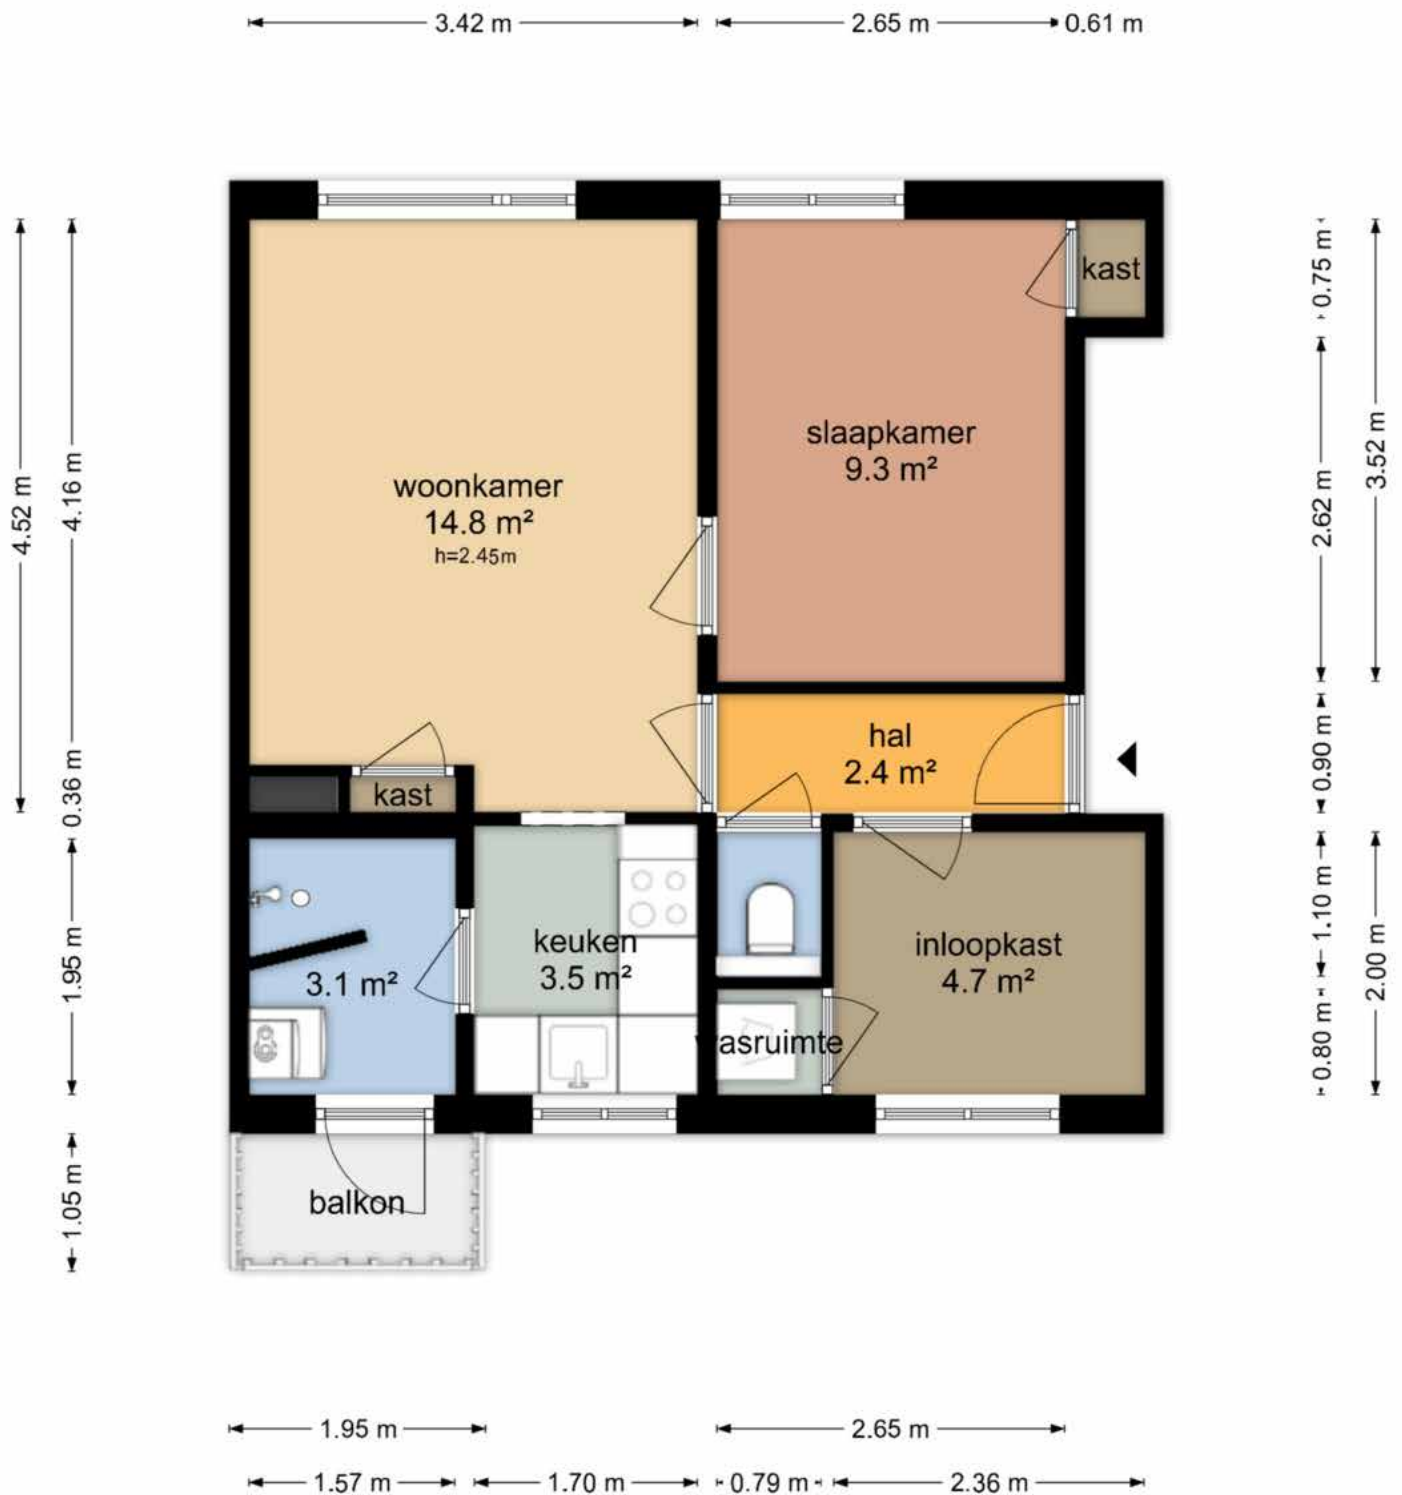 3.42 m
2.65 m
0.61 m
kast
0.75 m
slaapkamer
9.3 m²
3.52 m
woonkamer
14.8 m²
h=2.45m
4.52 m
4.16 m
2.62 m
hal
2.4 m²
0.90 m
0.36 m
kast
keuken
3.5 m²
3.1 m²
inloopkast
4.7 m²
1.95 m
1.10 m
2.00 m
wasruimte
0.80 m
balkon
1.05 m
1.95 m
2.65 m
1.57 m
1.70 m
0.79 m
2.36 m